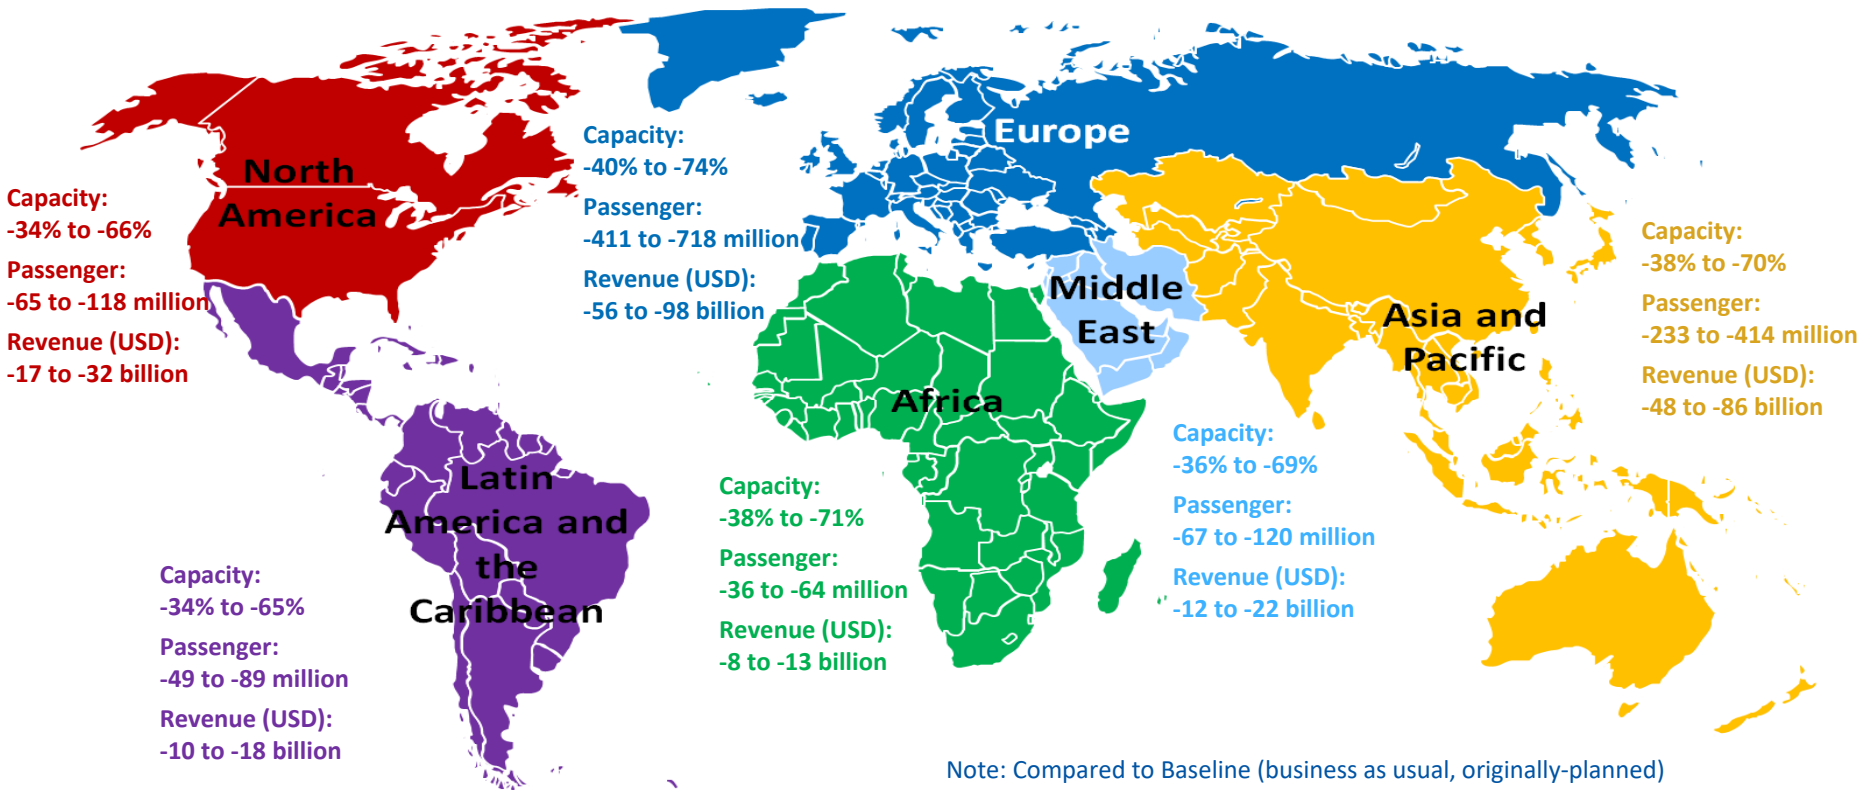 North
America
Capacity:
-34% to -66%
Passenger:
-65 to -118 million
Revenue (USD):
-17 to -32 billion
Capacity:
-40% to -74%
Passenger:
-411 to -718 million
Revenue (USD):
-56 to -98 billion
Europe
Middle
East
Asia and
Pacific
Capacity:
-38% to -70%
Passenger:
-233 to -414 million
Revenue (USD):
-48 to -86 billion
Africa
Capacity:
-36% to -69%
Passenger:
-67 to -120 million
Revenue (USD):
-12 to -22 billion
Capacity:
-38% to -71%
Passenger:
-36 to -64 million
Revenue (USD):
-8 to -13 billion
Latin
America and
the
Caribbean
Capacity:
-34% to -65%
Passenger:
-49 to -89 million
Revenue (USD):
-10 to -18 billion
Note: Compared to Baseline (business as usual, originally-planned)